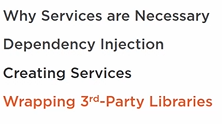 Why Services are Necessary
Dependency Injection
Creating Services
Wrapping 3rd-Party Libraries